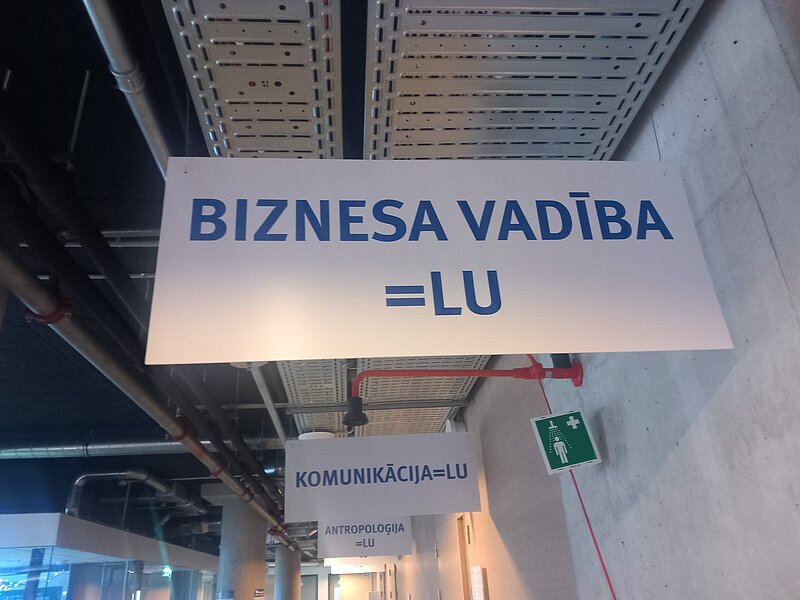 BIZNESA VADĪBA
=LU
KOMUNIKĀCIJA=LU
ANTROPOLOĢIJA
=LU